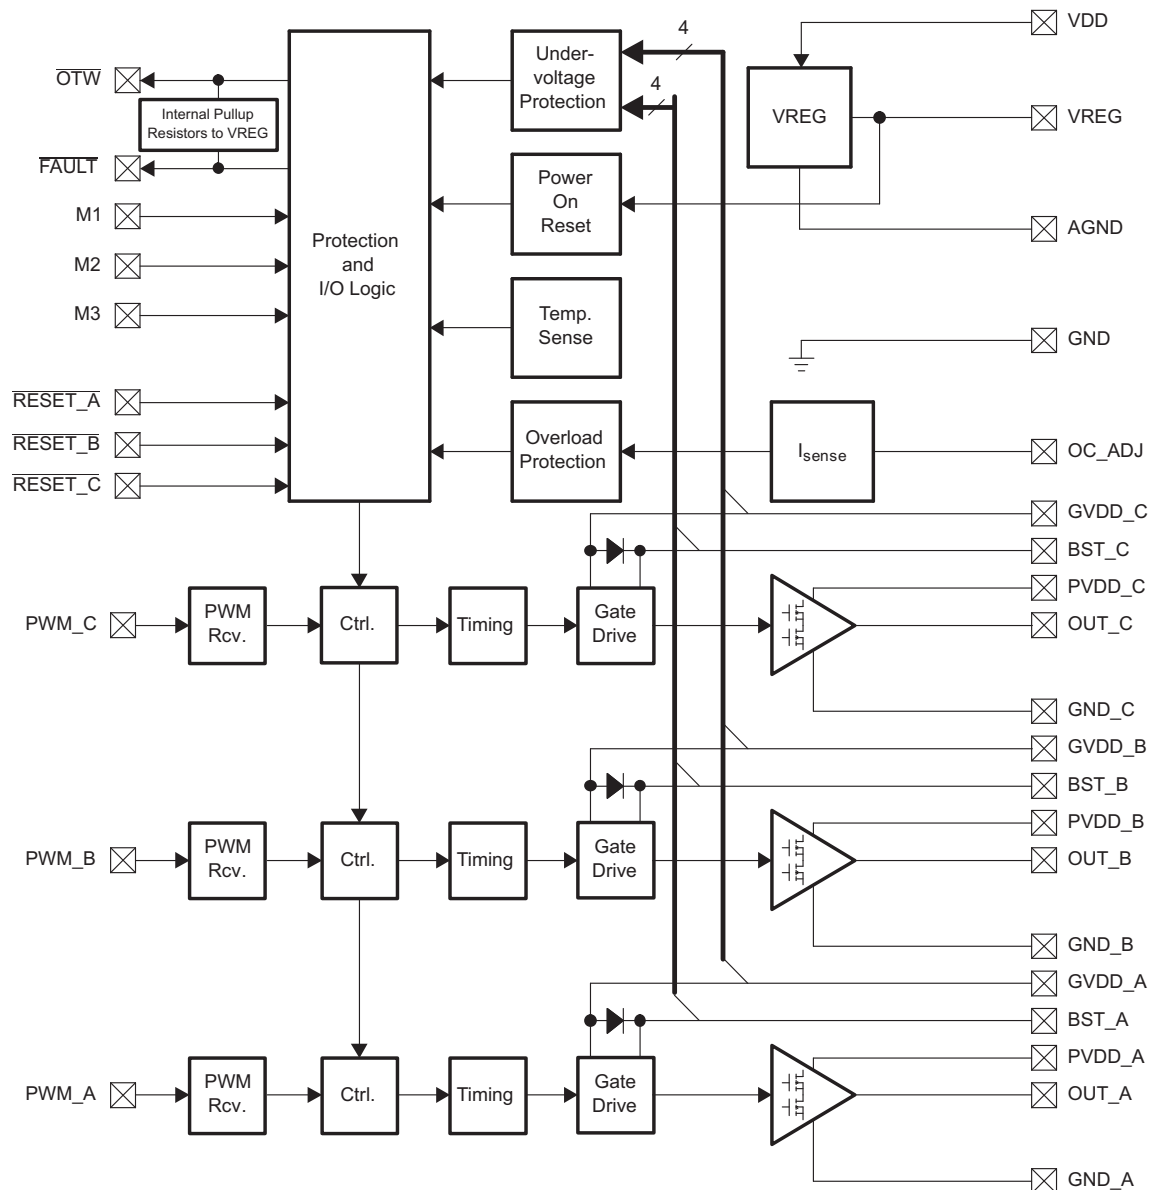 4
VDD
OTW
Under-
voltage
Protection
4
Internal Pullup
Resistors to VREG
VREG
VREG
FAULT
Power
On
Reset
M1
AGND
Protection
and
I/O Logic
M2
M3
Temp.
Sense
GND
RESET_A
RESET_B
Overload
Protection
Isense
OC_ADJ
RESET_C
GVDD_C
BST_C
PVDD_C
PWM_C
PWM
Rcv.
Ctrl.
Timing
Gate
Drive
OUT_C
GND_C
GVDD_B
BST_B
PVDD_B
PWM_B
PWM
Rcv.
Ctrl.
Timing
Gate
Drive
OUT_B
GND_B
GVDD_A
BST_A
PVDD_A
PWM_A
PWM
Rcv.
Ctrl.
Timing
Gate
Drive
OUT_A
GND_A